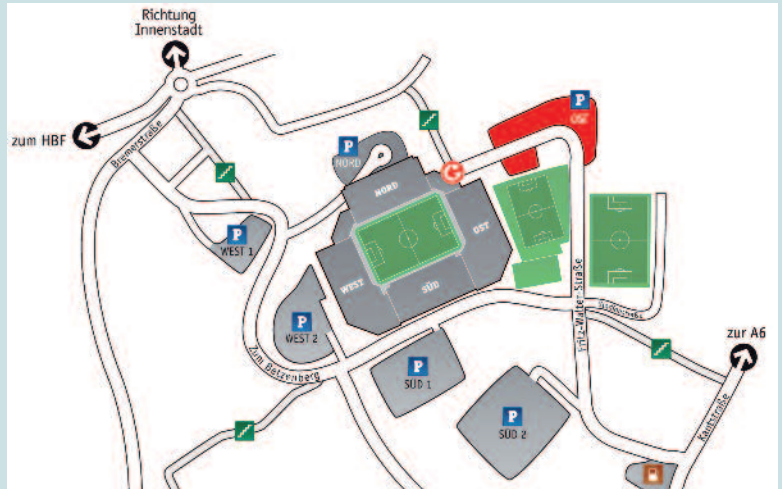 Richtung
Innenstadt
zum HBF
Bremerstraße
P
OST
P
NORD
NORD
G
P
WEST 1
OST
WEST
SÜD
P
WEST 2
Fritz-Walter-Straße
zur A6
Zum Betzenberg
P
SÜD 1
P
SÜD 2
Kantstraße